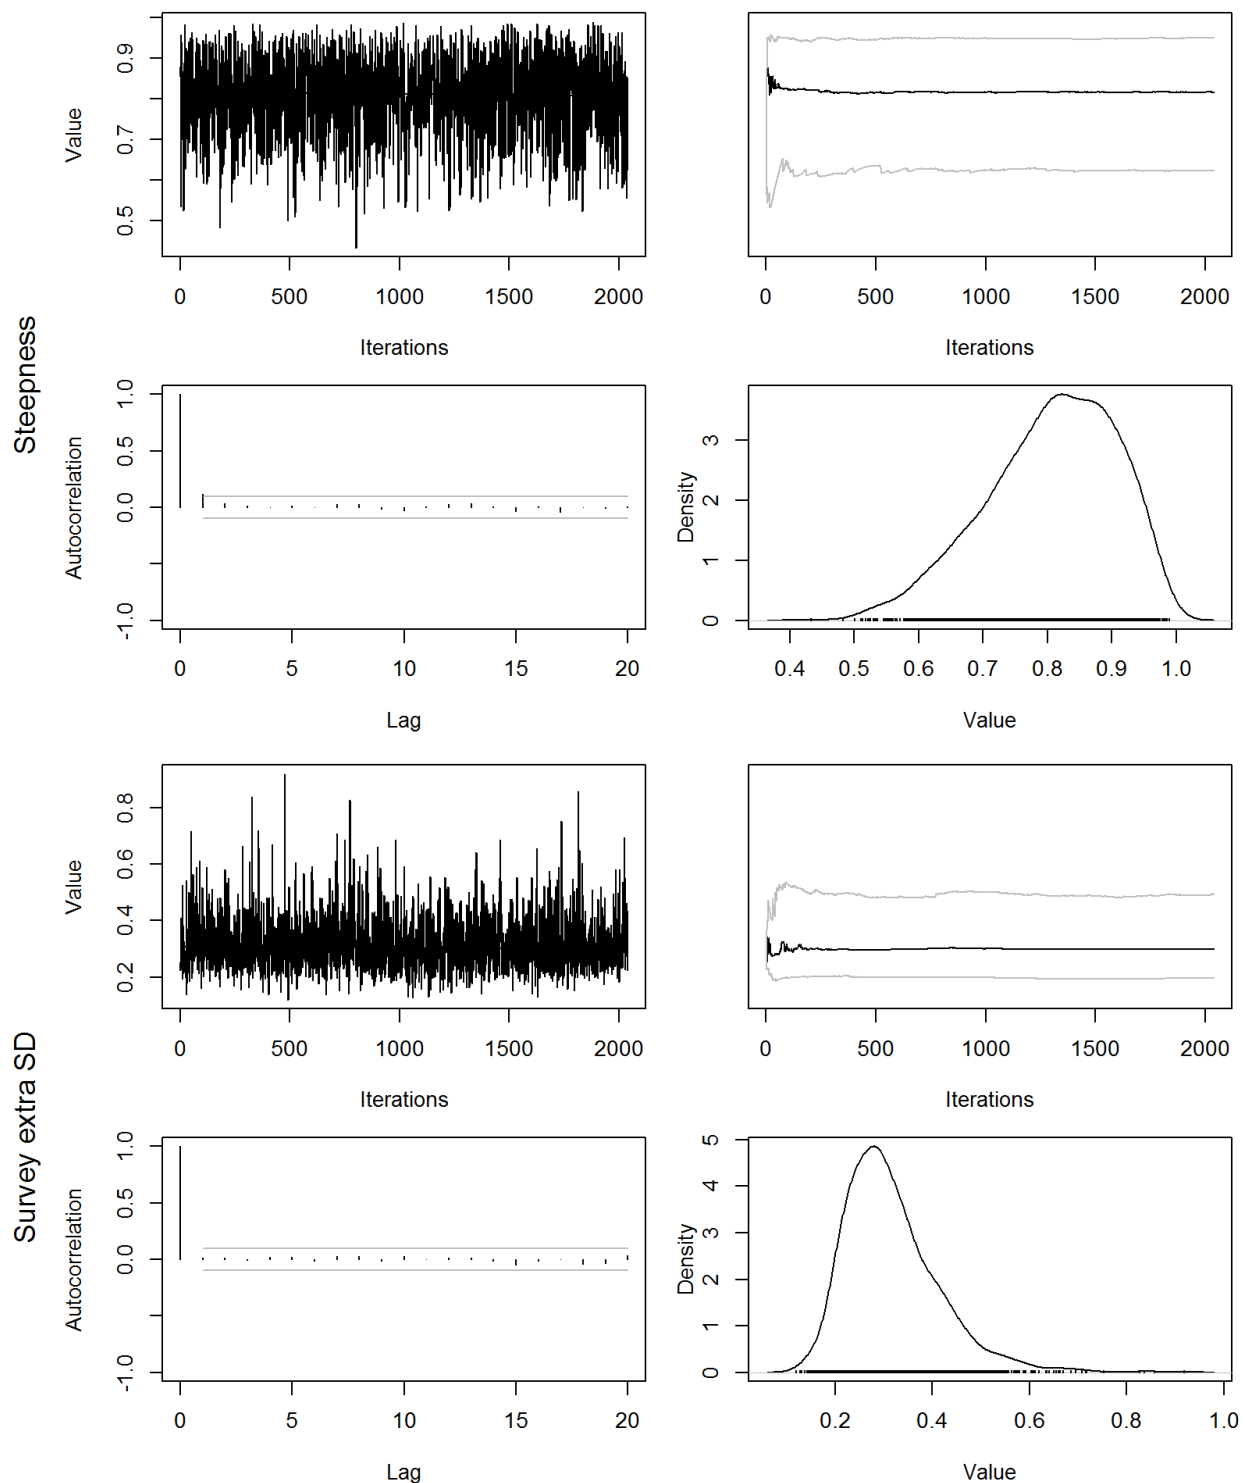 Steepness
Value
0.5 0.7 0.9
0 500 1000 1500 2000
Iterations
0 500 1000 1500 2000
Iterations
Autocorrelation
-1.0 0.0 0.5 1.0
0 5 10 15 20
Lag
Density
0 1 2 3
0.4 0.5 0.6 0.7 0.8 0.9 1.0
Value
Survey extra SD
Value
0.2 0.4 0.6 0.8
0 500 1000 1500 2000
Iterations
0 500 1000 1500 2000
Iterations
Autocorrelation
-1.0 0.0 0.5 1.0
0 5 10 15 20
Lag
Density
0 1 2 3 4 5
0.2 0.4 0.6 0.8 1.0
Value